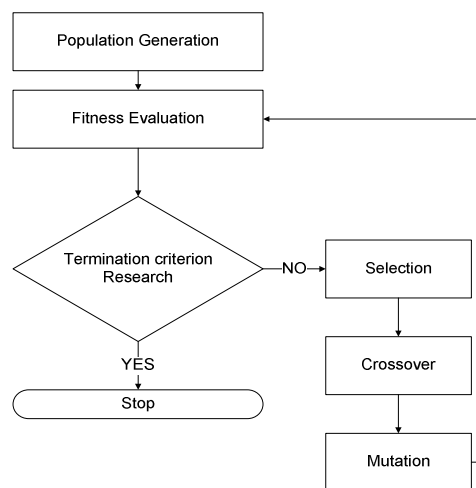 Population Generation
Fitness Evaluation
Termination criterion
Research
NO
Selection
YES
Crossover
Stop
Mutation